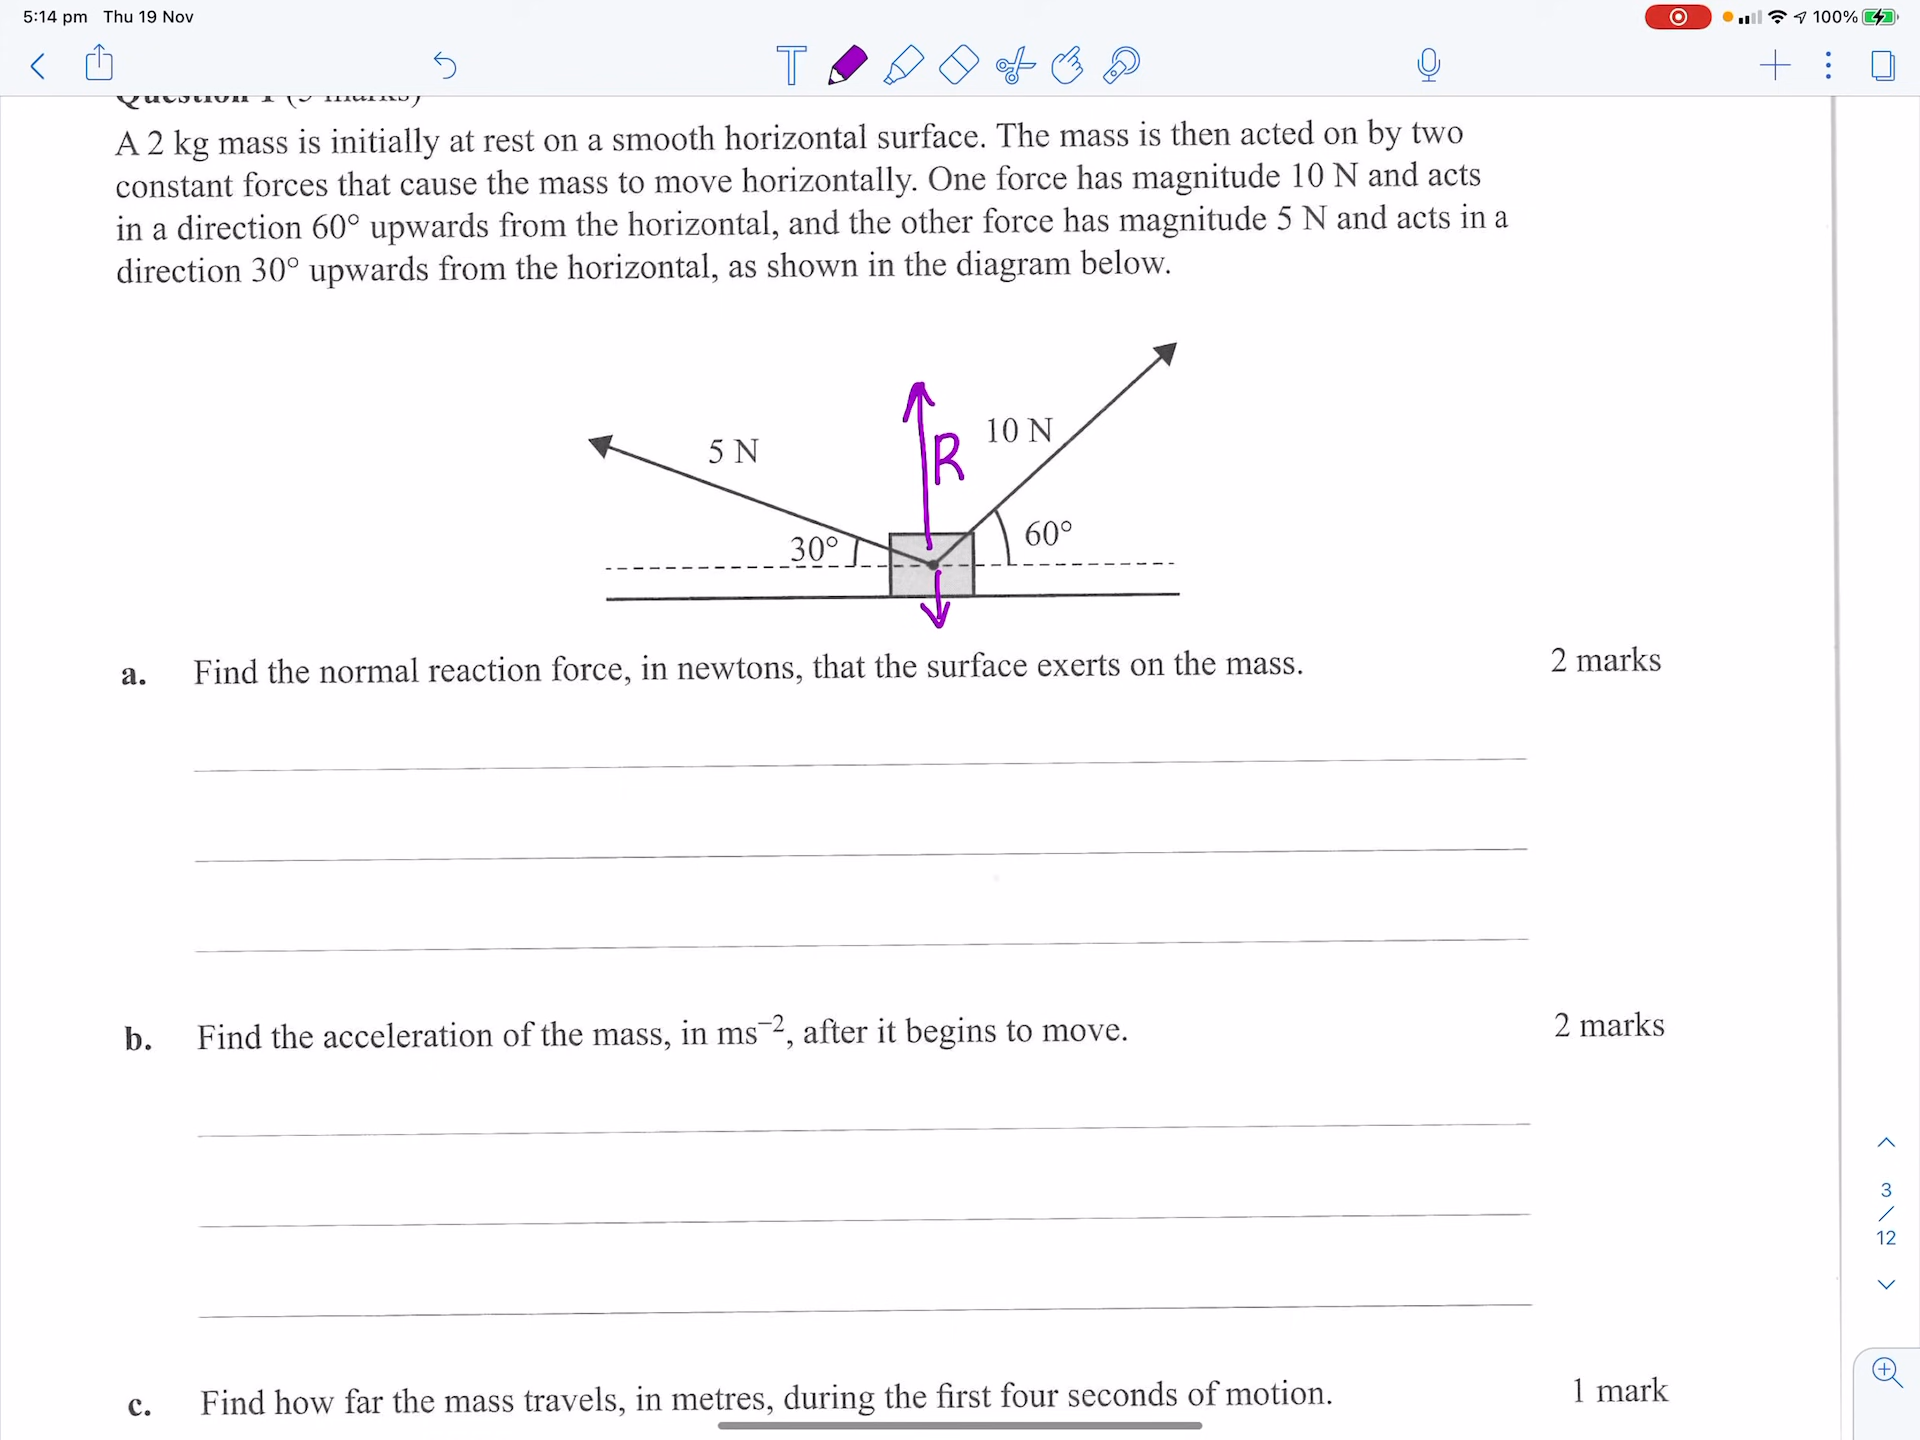 5:14 pm Thu 19 Nov
100%
Question 1 (5 marks)
A 2 kg mass is initially at rest on a smooth horizontal surface. The mass is then acted on by two
constant forces that cause the mass to move horizontally. One force has magnitude 10 N and acts
in a direction 60° upwards from the horizontal, and the other force has magnitude 5 N and acts in a
direction 30° upwards from the horizontal, as shown in the diagram below.
5 N
R
10 N
30°
60°
a. Find the normal reaction force, in newtons, that the surface exerts on the mass. 2 marks
b. Find the acceleration of the mass, in ms⁻², after it begins to move. 2 marks
3
/
12
c. Find how far the mass travels, in metres, during the first four seconds of motion. 1 mark